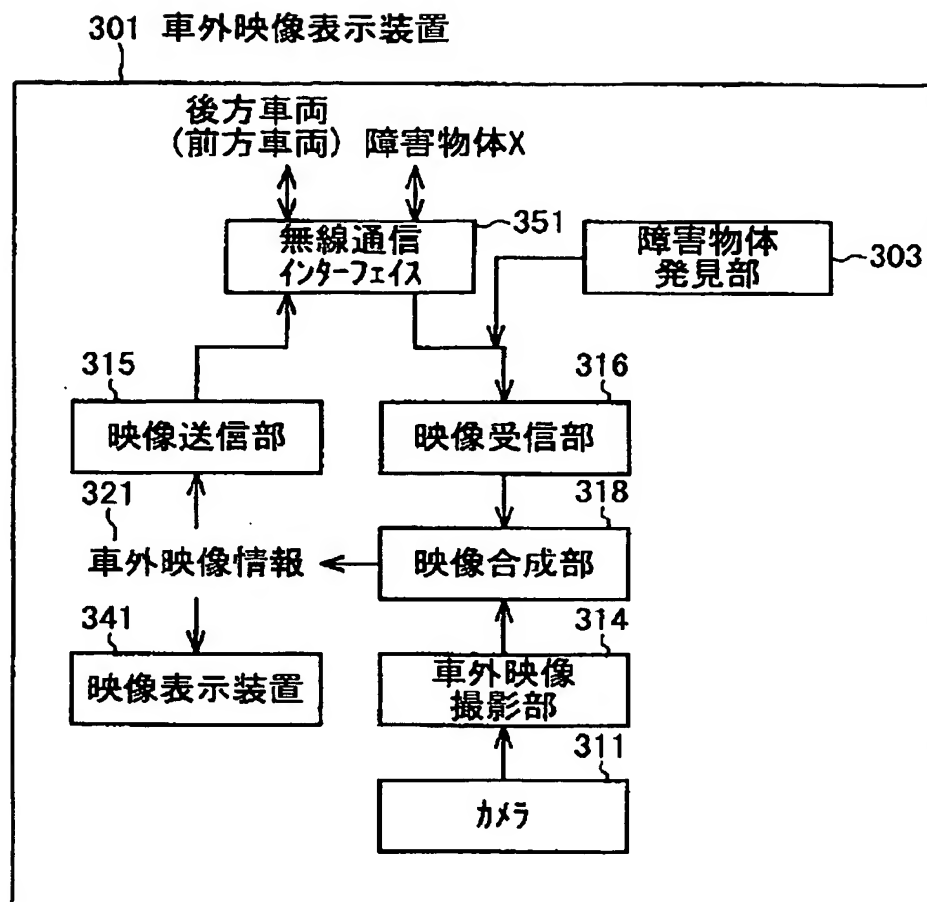 301 車外映像表示装置
後方車両
(前方車両) 障害物体X
無線通信
インターフェイス
351
障害物体
発見部
303
315
映像送信部
316
映像受信部
321
車外映像情報
318
映像合成部
341
映像表示装置
314
車外映像
撮影部
311
カメラ